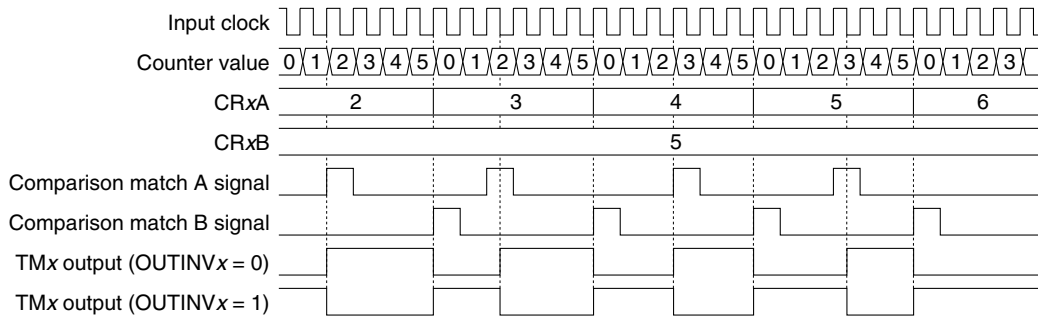 Input clock
Counter value 0 1 2 3 4 5 0 1 2 3 4 5 0 1 2 3 4 5 0 1 2 3 4 5 0 1 2 3
CRxA 2 3 4 5 6
CRxB 5
Comparison match A signal
Comparison match B signal
TMx output (OUTINVx = 0)
TMx output (OUTINVx = 1)